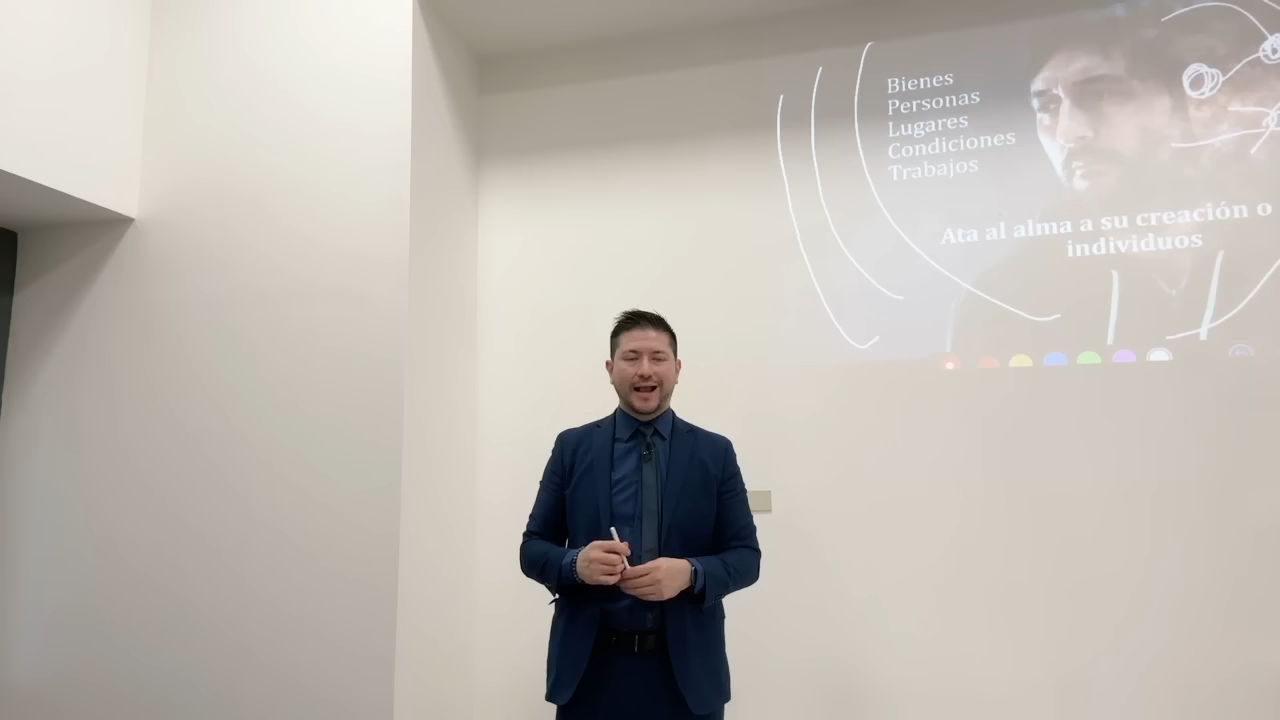 Bienes
Personas
Lugares
Condiciones
Trabajos
Ata al alma a su creación o
individuos